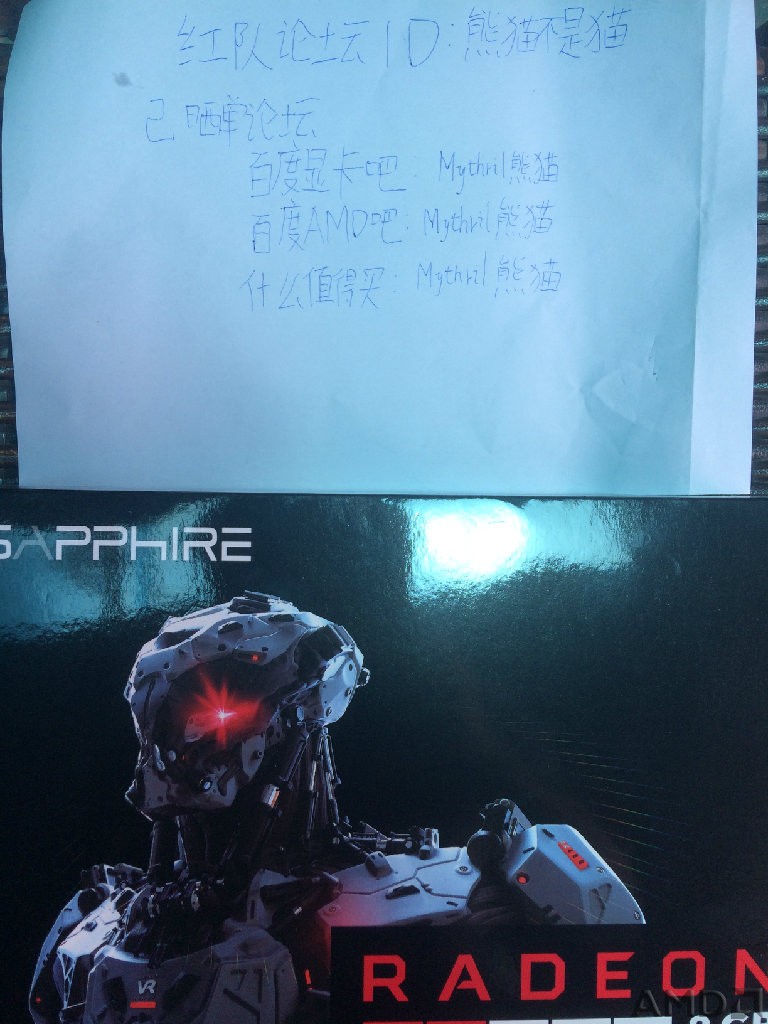 红队论坛ID:熊猫不是猫
已晒单论坛
百度显卡吧:Mythril熊猫
百度AMD吧:Mythril熊猫
什么值得买:Mythril熊猫
SAPPHIRE
VR
RADEON